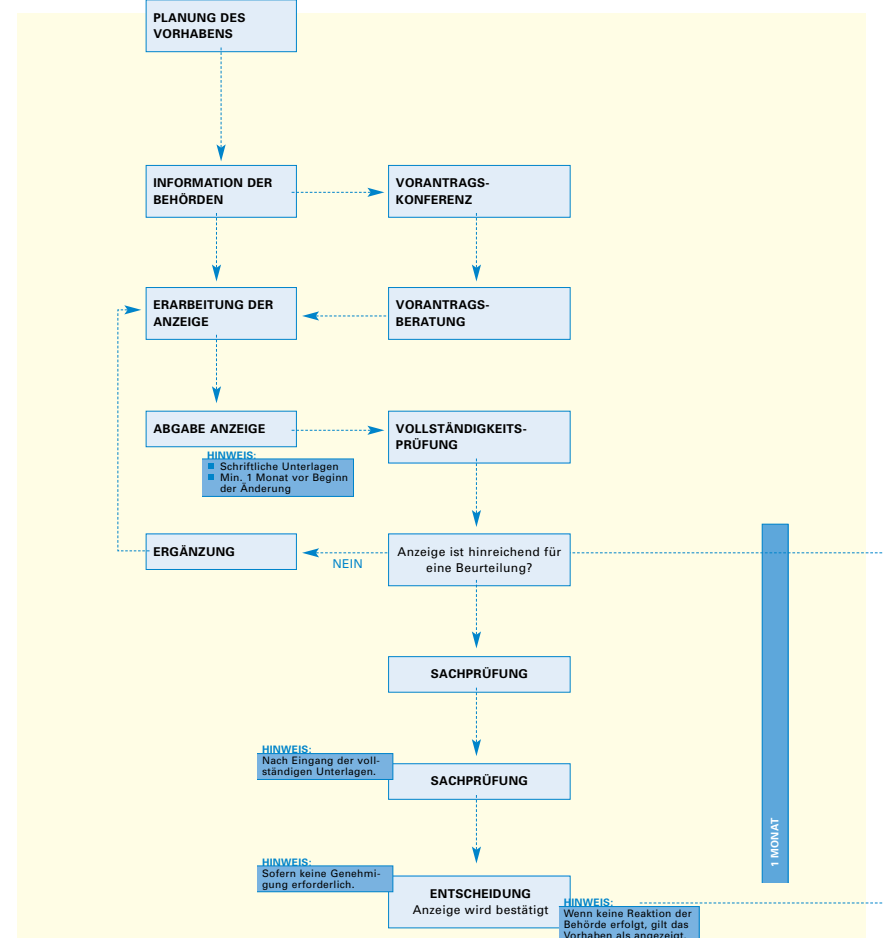 PLANUNG DES
VORHABENS
INFORMATION DER
BEHÖRDEN
VORANTRAGS-
KONFERENZ
ERARBEITUNG DER
ANZEIGE
VORANTRAGS-
BERATUNG
ABGABE ANZEIGE
VOLLSTÄNDIGKEITS-
PRÜFUNG
HINWEIS:
Schriftliche Unterlagen
Min. 1 Monat vor Beginn
der Änderung
ERGÄNZUNG
NEIN
Anzeige ist hinreichend für
eine Beurteilung?
SACHPRÜFUNG
HINWEIS:
Nach Eingang der voll-
ständigen Unterlagen.
SACHPRÜFUNG
1 MONAT
HINWEIS:
Sofern keine Genehmi-
gung erforderlich.
ENTSCHEIDUNG
Anzeige wird bestätigt
HINWEIS:
Wenn keine Reaktion der
Behörde erfolgt, gilt das
Vorhaben als angezeigt.